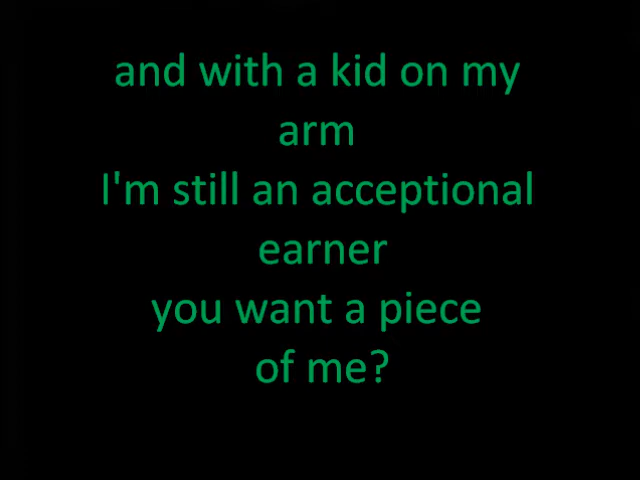 and with a kid on my
arm
I'm still an acceptional
earner
you want a piece
of me?